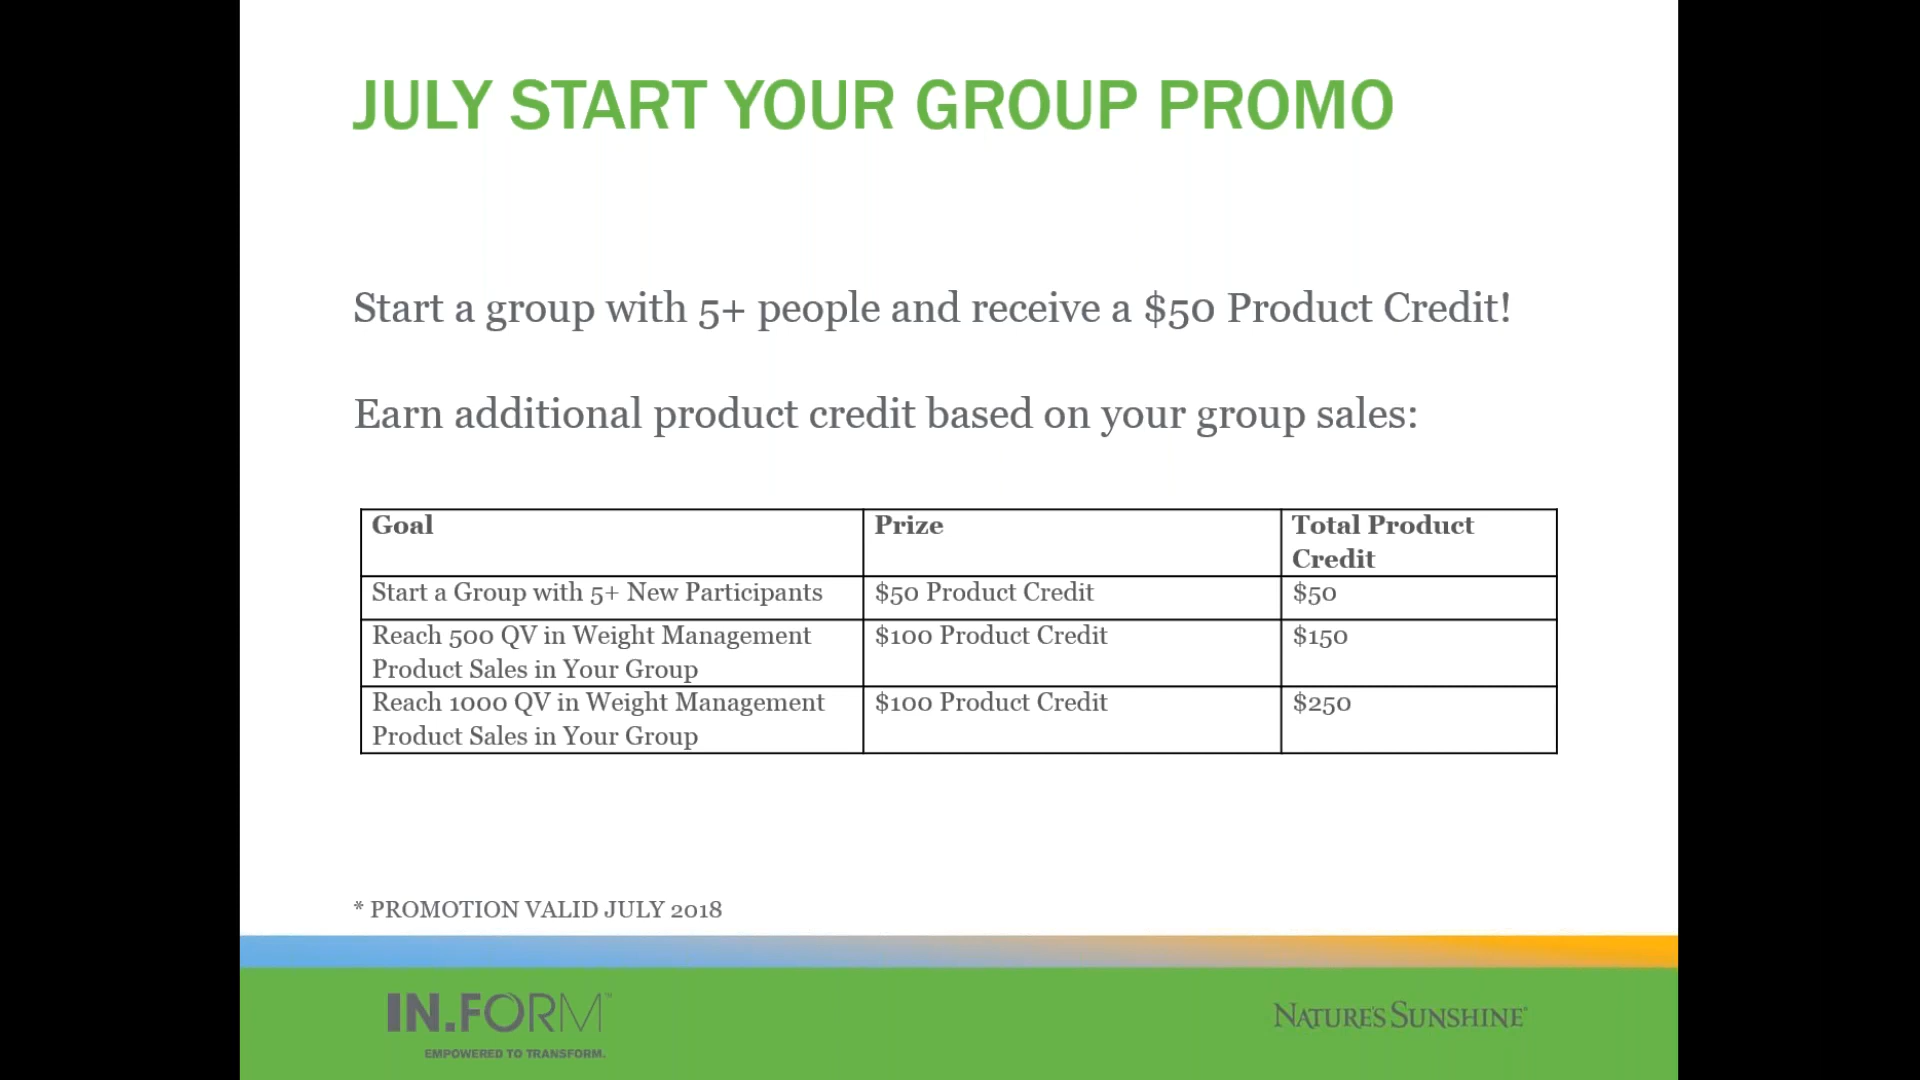 JULY START YOUR GROUP PROMO
Start a group with 5+ people and receive a $50 Product Credit!
Earn additional product credit based on your group sales:
Goal Prize Total Product
Credit
Start a Group with 5+ New Participants $50 Product Credit $50
Reach 500 QV in Weight Management $100 Product Credit $150
Product Sales in Your Group
Reach 1000 QV in Weight Management $100 Product Credit $250
Product Sales in Your Group
* PROMOTION VALID JULY 2018
IN.FORM™
EMPOWERED TO TRANSFORM.
NATURE'S SUNSHINE®